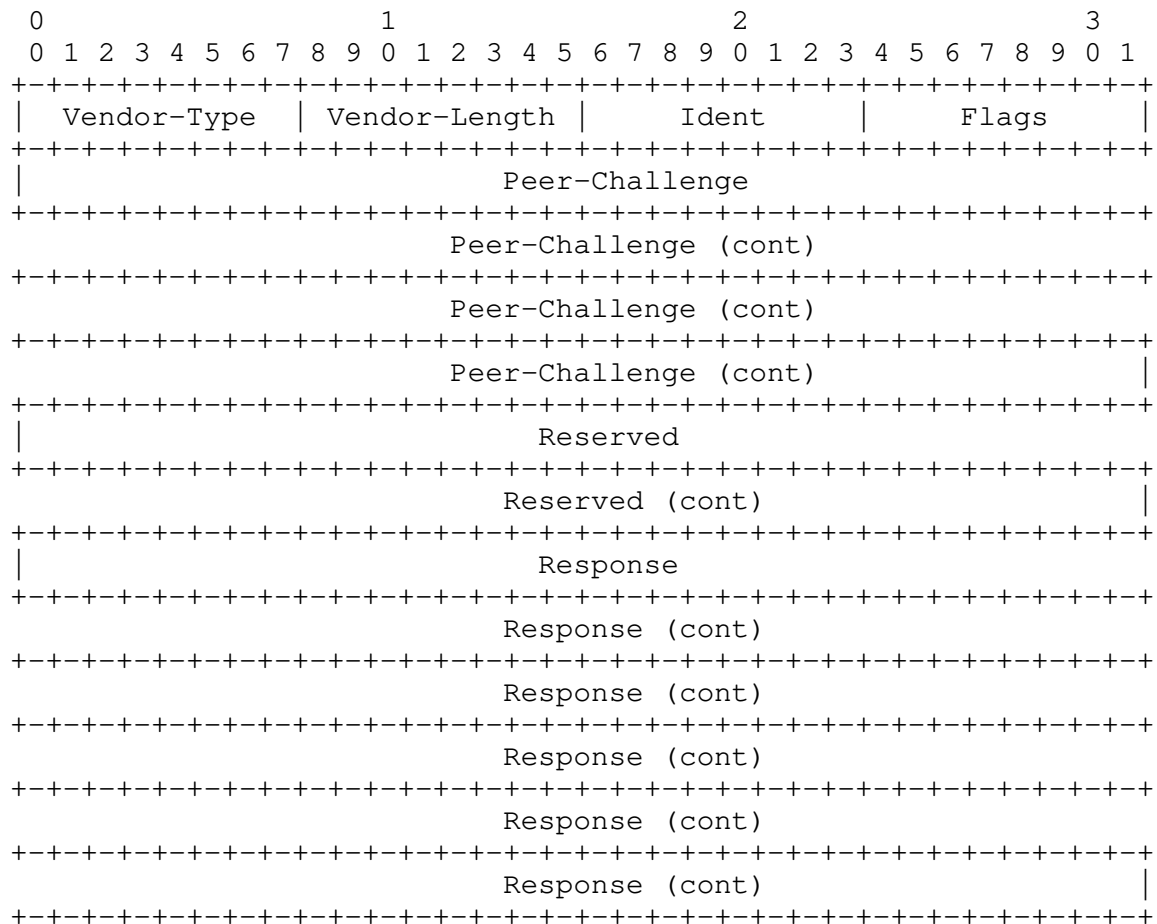 0                   1                   2                   3
 0 1 2 3 4 5 6 7 8 9 0 1 2 3 4 5 6 7 8 9 0 1 2 3 4 5 6 7 8 9 0 1
+-+-+-+-+-+-+-+-+-+-+-+-+-+-+-+-+-+-+-+-+-+-+-+-+-+-+-+-+-+-+-+-+
|  Vendor-Type  | Vendor-Length |     Ident     |     Flags     |
+-+-+-+-+-+-+-+-+-+-+-+-+-+-+-+-+-+-+-+-+-+-+-+-+-+-+-+-+-+-+-+-+
|                           Peer-Challenge
+-+-+-+-+-+-+-+-+-+-+-+-+-+-+-+-+-+-+-+-+-+-+-+-+-+-+-+-+-+-+-+-+
                         Peer-Challenge (cont)
+-+-+-+-+-+-+-+-+-+-+-+-+-+-+-+-+-+-+-+-+-+-+-+-+-+-+-+-+-+-+-+-+
                         Peer-Challenge (cont)
+-+-+-+-+-+-+-+-+-+-+-+-+-+-+-+-+-+-+-+-+-+-+-+-+-+-+-+-+-+-+-+-+
                         Peer-Challenge (cont)                  |
+-+-+-+-+-+-+-+-+-+-+-+-+-+-+-+-+-+-+-+-+-+-+-+-+-+-+-+-+-+-+-+-+
|                             Reserved
+-+-+-+-+-+-+-+-+-+-+-+-+-+-+-+-+-+-+-+-+-+-+-+-+-+-+-+-+-+-+-+-+
                            Reserved (cont)                     |
+-+-+-+-+-+-+-+-+-+-+-+-+-+-+-+-+-+-+-+-+-+-+-+-+-+-+-+-+-+-+-+-+
|                             Response
+-+-+-+-+-+-+-+-+-+-+-+-+-+-+-+-+-+-+-+-+-+-+-+-+-+-+-+-+-+-+-+-+
                            Response (cont)
+-+-+-+-+-+-+-+-+-+-+-+-+-+-+-+-+-+-+-+-+-+-+-+-+-+-+-+-+-+-+-+-+
                            Response (cont)
+-+-+-+-+-+-+-+-+-+-+-+-+-+-+-+-+-+-+-+-+-+-+-+-+-+-+-+-+-+-+-+-+
                            Response (cont)
+-+-+-+-+-+-+-+-+-+-+-+-+-+-+-+-+-+-+-+-+-+-+-+-+-+-+-+-+-+-+-+-+
                            Response (cont)
+-+-+-+-+-+-+-+-+-+-+-+-+-+-+-+-+-+-+-+-+-+-+-+-+-+-+-+-+-+-+-+-+
                            Response (cont)                     |
+-+-+-+-+-+-+-+-+-+-+-+-+-+-+-+-+-+-+-+-+-+-+-+-+-+-+-+-+-+-+-+-+